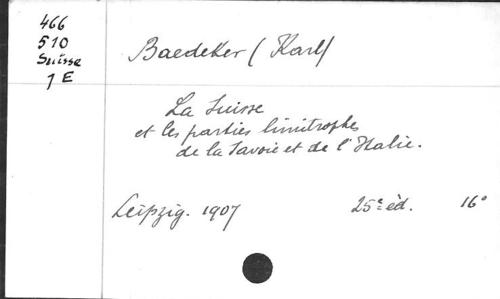 466
510
Suisse
1 E
Baedeker (Karl)
La Suisse
et les parties limitrophes
de la Savoie et de l'Italie.
Leipzig. 1907 25e éd. 16°